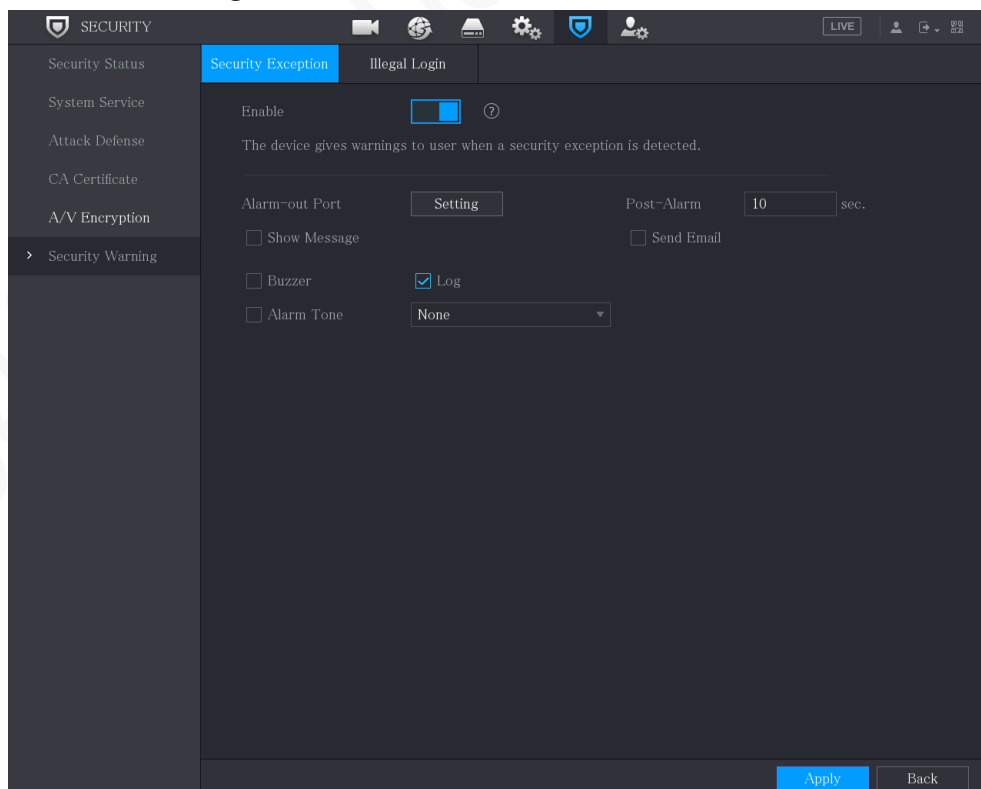 SECURITY
LIVE
Security Status
System Service
Attack Defense
CA Certificate
A/V Encryption
Security Warning
Security Exception Illegal Login
Enable ?
The device gives warnings to user when a security exception is detected.
Alarm-out Port Setting Post-Alarm 10 sec.
Show Message Send Email
Buzzer Log
Alarm Tone None
Apply Back